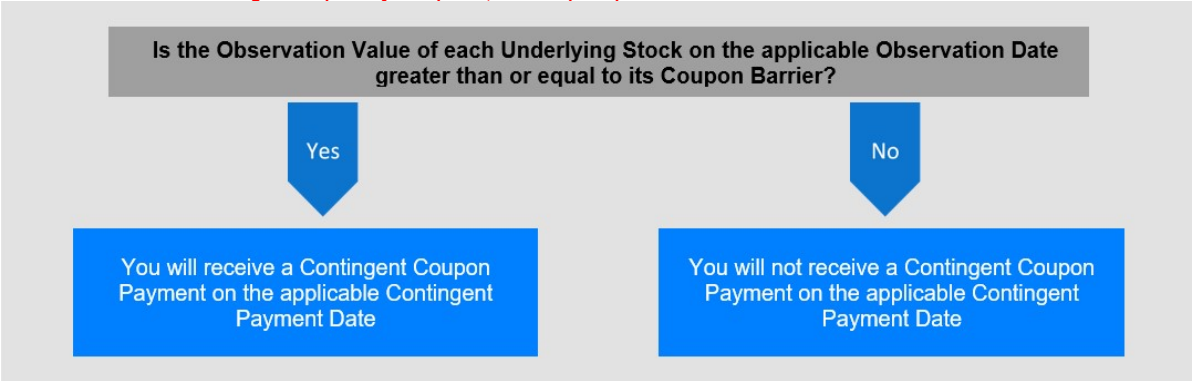 Is the Observation Value of each Underlying Stock on the applicable Observation Date
greater than or equal to its Coupon Barrier?
Yes
No
You will receive a Contingent Coupon
Payment on the applicable Contingent
Payment Date
You will not receive a Contingent Coupon
Payment on the applicable Contingent
Payment Date